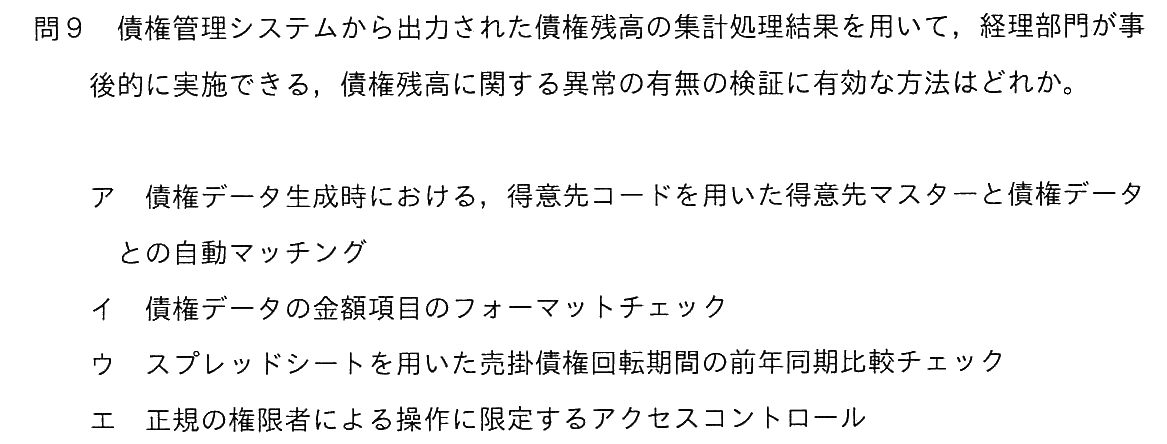 問9 債権管理システムから出力された債権残高の集計処理結果を用いて，経理部門が事
後的に実施できる，債権残高に関する異常の有無の検証に有効な方法はどれか。
ア 債権データ生成時における，得意先コードを用いた得意先マスターと債権データ
との自動マッチング
イ 債権データの金額項目のフォーマットチェック
ウ スプレッドシートを用いた売掛債権回転期間の前年同期比較チェック
エ 正規の権限者による操作に限定するアクセスコントロール